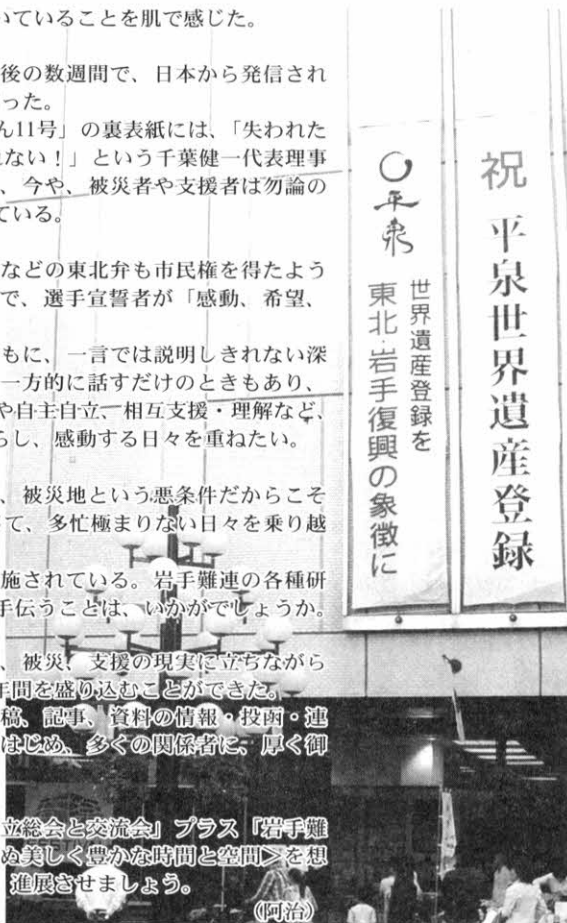 いていることを肌で感じた。
後の数週間で、日本から発信され
った。
ん11号」の裏表紙には、「失われた
れない！」という千葉健一代表理事
、今や、被災者や支援者は勿論の
ている。
などの東北弁も市民権を得たよう
で、選手宣誓者が「感動、希望、
もに、一言では説明しきれない深
一方的に話すだけのときもあり、
や自主自立、相互支援・理解など、
らし、感動する日々を重ねたい。
、被災地という悪条件だからこそ
って、多忙極まりない日々を乗り越
施されている。岩手難連の各種研
手伝うことは、いかがでしょうか。
、被災、支援の現実に立ちながら
年間を盛り込むことができた。
稿、記事、資料の情報・投函・連
はじめ、多くの関係者に、厚く御
立総会と交流会」プラス「岩手難
ぬ美しく豊かな時間と空間＞を想
進展させましょう。
(阿治)
祝 平泉世界遺産登録
平泉
世界遺産登録を
東北・岩手復興の象徴に